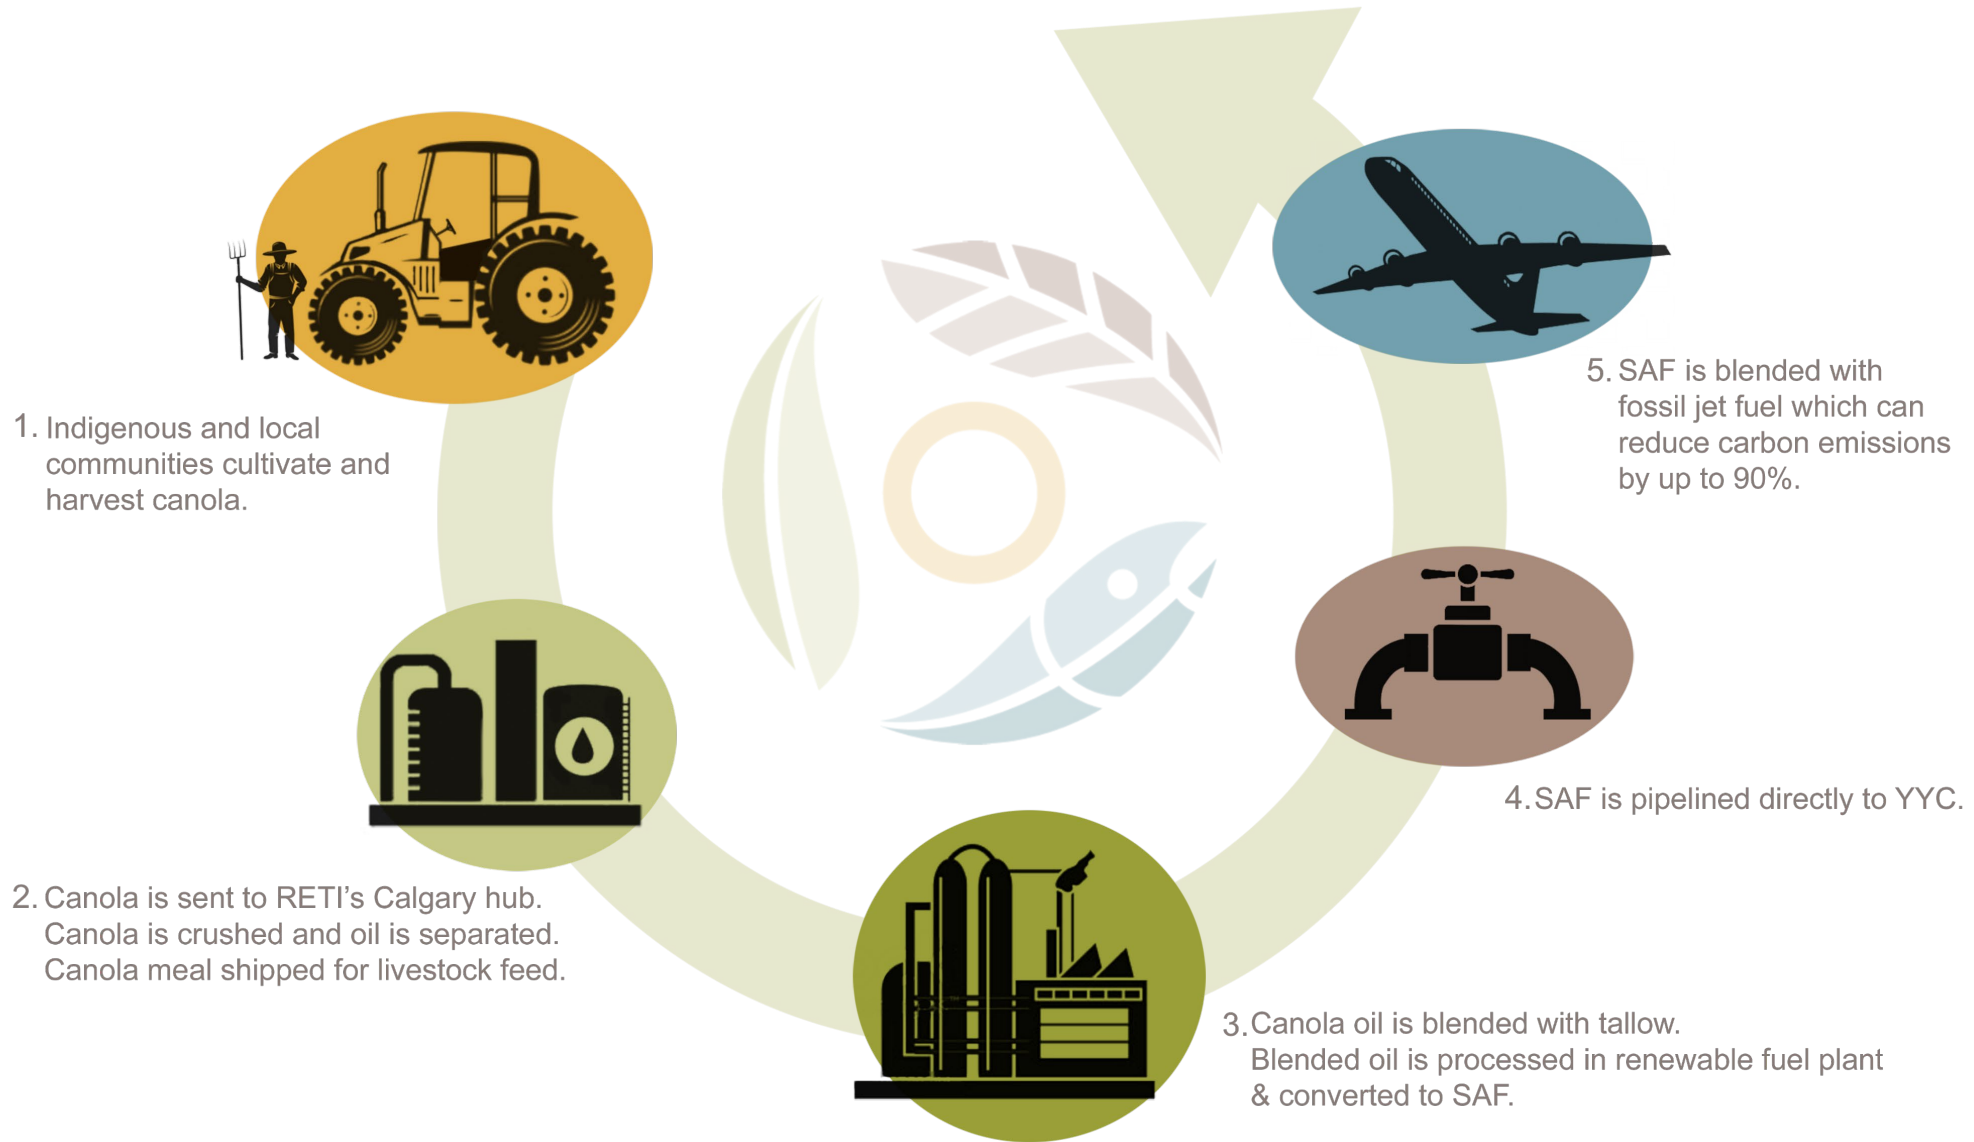 1. Indigenous and local
communities cultivate and
harvest canola.
2. Canola is sent to RETI’s Calgary hub.
Canola is crushed and oil is separated.
Canola meal shipped for livestock feed.
3. Canola oil is blended with tallow.
Blended oil is processed in renewable fuel plant
& converted to SAF.
4. SAF is pipelined directly to YYC.
5. SAF is blended with
fossil jet fuel which can
reduce carbon emissions
by up to 90%.